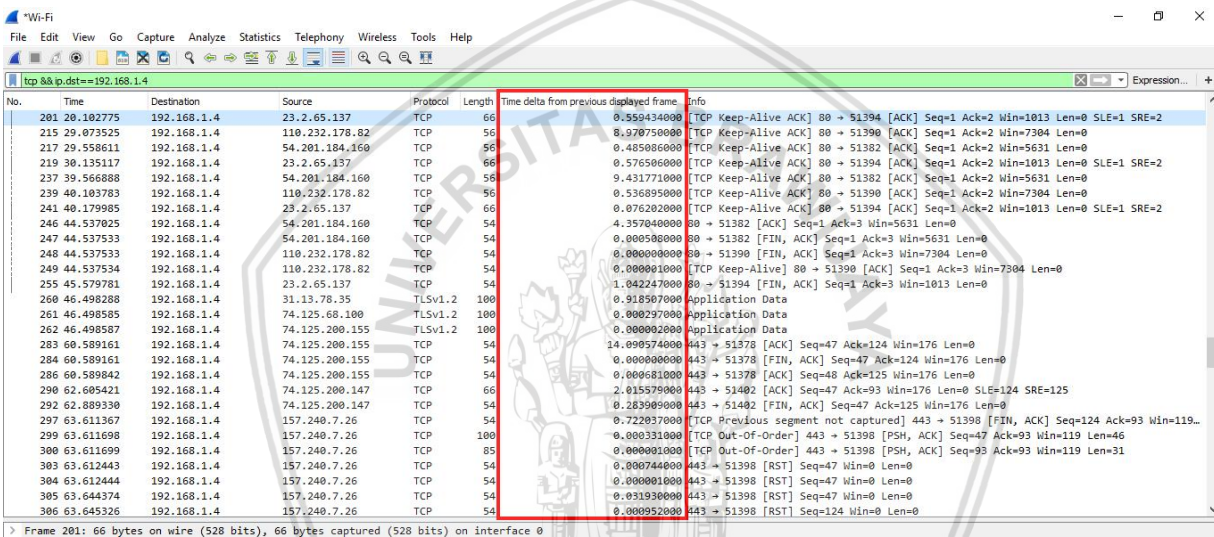 *Wi-Fi
File Edit View Go Capture Analyze Statistics Telephony Wireless Tools Help
tcp && ip.dst==192.168.1.4 Expression... +
No. Time Destination Source Protocol Length Time delta from previous displayed frame Info
201 20.102775 192.168.1.4 23.2.65.137 TCP 66 0.559434000 [TCP Keep-Alive ACK] 80 → 51394 [ACK] Seq=1 Ack=2 Win=1013 Len=0 SLE=1 SRE=2
215 29.073525 192.168.1.4 110.232.178.82 TCP 56 8.970750000 [TCP Keep-Alive ACK] 80 → 51390 [ACK] Seq=1 Ack=2 Win=7304 Len=0
217 29.558611 192.168.1.4 54.201.184.160 TCP 56 0.485086000 [TCP Keep-Alive ACK] 80 → 51382 [ACK] Seq=1 Ack=2 Win=5631 Len=0
219 30.135117 192.168.1.4 23.2.65.137 TCP 66 0.576506000 [TCP Keep-Alive ACK] 80 → 51394 [ACK] Seq=1 Ack=2 Win=1013 Len=0 SLE=1 SRE=2
237 39.566888 192.168.1.4 54.201.184.160 TCP 56 9.431771000 [TCP Keep-Alive ACK] 80 → 51382 [ACK] Seq=1 Ack=2 Win=5631 Len=0
239 40.103783 192.168.1.4 110.232.178.82 TCP 56 0.536895000 [TCP Keep-Alive ACK] 80 → 51390 [ACK] Seq=1 Ack=2 Win=7304 Len=0
241 40.179985 192.168.1.4 23.2.65.137 TCP 66 0.076202000 [TCP Keep-Alive ACK] 80 → 51394 [ACK] Seq=1 Ack=2 Win=1013 Len=0 SLE=1 SRE=2
246 44.537025 192.168.1.4 54.201.184.160 TCP 54 4.357040000 80 → 51382 [ACK] Seq=1 Ack=3 Win=5631 Len=0
247 44.537533 192.168.1.4 54.201.184.160 TCP 54 0.000508000 80 → 51382 [FIN, ACK] Seq=1 Ack=3 Win=5631 Len=0
248 44.537533 192.168.1.4 110.232.178.82 TCP 54 0.000000000 80 → 51390 [FIN, ACK] Seq=1 Ack=3 Win=7304 Len=0
249 44.537534 192.168.1.4 110.232.178.82 TCP 54 0.000001000 [TCP Keep-Alive] 80 → 51390 [ACK] Seq=1 Ack=3 Win=7304 Len=0
255 45.579781 192.168.1.4 23.2.65.137 TCP 54 1.042247000 80 → 51394 [FIN, ACK] Seq=1 Ack=3 Win=1013 Len=0
260 46.498288 192.168.1.4 31.13.78.35 TLSv1.2 100 0.918507000 Application Data
261 46.498585 192.168.1.4 74.125.68.100 TLSv1.2 100 0.000297000 Application Data
262 46.498587 192.168.1.4 74.125.200.155 TLSv1.2 100 0.000002000 Application Data
283 60.589161 192.168.1.4 74.125.200.155 TCP 54 14.090574000 443 → 51378 [ACK] Seq=47 Ack=124 Win=176 Len=0
284 60.589161 192.168.1.4 74.125.200.155 TCP 54 0.000000000 443 → 51378 [FIN, ACK] Seq=47 Ack=124 Win=176 Len=0
286 60.589842 192.168.1.4 74.125.200.155 TCP 54 0.000681000 443 → 51378 [ACK] Seq=48 Ack=125 Win=176 Len=0
290 62.605421 192.168.1.4 74.125.200.147 TCP 66 2.015579000 443 → 51402 [ACK] Seq=47 Ack=93 Win=176 Len=0 SLE=124 SRE=125
292 62.889330 192.168.1.4 74.125.200.147 TCP 54 0.283909000 443 → 51402 [FIN, ACK] Seq=47 Ack=125 Win=176 Len=0
297 63.611367 192.168.1.4 157.240.7.26 TCP 54 0.722037000 [TCP Previous segment not captured] 443 → 51398 [FIN, ACK] Seq=124 Ack=93 Win=119...
299 63.611698 192.168.1.4 157.240.7.26 TCP 100 0.000331000 [TCP Out-Of-Order] 443 → 51398 [PSH, ACK] Seq=47 Ack=93 Win=119 Len=46
300 63.611699 192.168.1.4 157.240.7.26 TCP 85 0.000001000 [TCP Out-Of-Order] 443 → 51398 [PSH, ACK] Seq=93 Ack=93 Win=119 Len=31
303 63.612443 192.168.1.4 157.240.7.26 TCP 54 0.000744000 443 → 51398 [RST] Seq=47 Win=0 Len=0
304 63.612444 192.168.1.4 157.240.7.26 TCP 54 0.000001000 443 → 51398 [RST] Seq=47 Win=0 Len=0
305 63.644374 192.168.1.4 157.240.7.26 TCP 54 0.031930000 443 → 51398 [RST] Seq=47 Win=0 Len=0
306 63.645326 192.168.1.4 157.240.7.26 TCP 54 0.000952000 443 → 51398 [RST] Seq=124 Win=0 Len=0
> Frame 201: 66 bytes on wire (528 bits), 66 bytes captured (528 bits) on interface 0